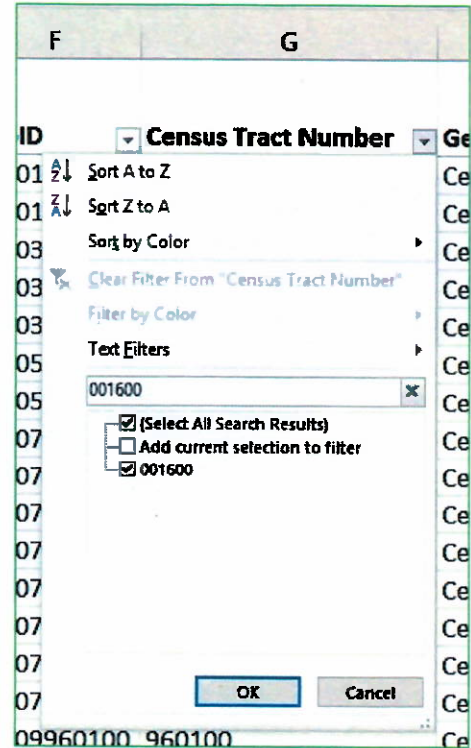 F G
ID Census Tract Number Ge
01 Sort A to Z Ce
01 Sort Z to A Ce
03 Sort by Color Ce
03 Clear Filter From "Census Tract Number" Ce
03 Filter by Color Ce
05 Text Filters Ce
05 001600 Ce
07 (Select All Search Results) Ce
Add current selection to filter
07 001600 Ce
07 Ce
07 Ce
07 Ce
07 Ce
07 Ce
07 OK Cancel Ce
09960100 960100 Ce